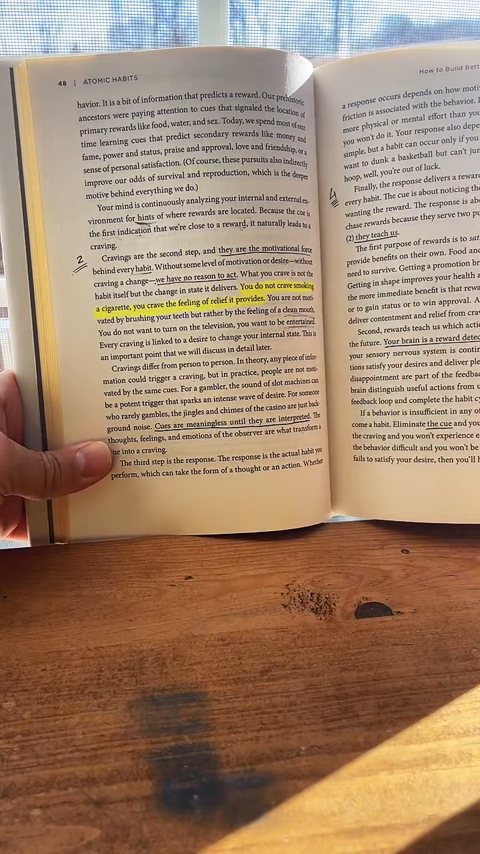 48 | ATOMIC HABITS
havior. It is a bit of information that predicts a reward. Our prehistoric
ancestors were paying attention to cues that signaled the location of
primary rewards like food, water, and sex. Today, we spend most of our
time learning cues that predict secondary rewards like money and
fame, power and status, praise and approval, love and friendship, or a
sense of personal satisfaction. (Of course, these pursuits also indirectly
improve our odds of survival and reproduction, which is the deeper
motive behind everything we do.)
Your mind is continuously analyzing your internal and external en-
vironment for hints of where rewards are located. Because the cue is
the first indication that we're close to a reward, it naturally leads to a
craving.
2
Cravings are the second step, and they are the motivational force
behind every habit. Without some level of motivation or desire—without
craving a change—we have no reason to act. What you crave is not the
habit itself but the change in state it delivers. You do not crave smoking
a cigarette, you crave the feeling of relief it provides. You are not moti-
vated by brushing your teeth but rather by the feeling of a clean mouth.
You do not want to turn on the television, you want to be entertained.
Every craving is linked to a desire to change your internal state. This is
an important point that we will discuss in detail later.
Cravings differ from person to person. In theory, any piece of infor-
mation could trigger a craving, but in practice, people are not moti-
vated by the same cues. For a gambler, the sound of slot machines can
be a potent trigger that sparks an intense wave of desire. For someone
who rarely gambles, the jingles and chimes of the casino are just back-
ground noise. Cues are meaningless until they are interpreted. The
thoughts, feelings, and emotions of the observer are what transform a
cue into a craving.
The third step is the response. The response is the actual habit you
perform, which can take the form of a thought or an action. Whether
How to Build Bett
a response occurs depends on how moti
friction is associated with the behavior. I
more physical or mental effort than you
you won't do it. Your response also depe
simple, but a habit can occur only if you
want to dunk a basketball but can't jum
hoop, well, you're out of luck.
4
Finally, the response delivers a reward
every habit. The cue is about noticing the
wanting the reward. The response is abo
chase rewards because they serve two pu
(2) they teach us.
The first purpose of rewards is to sat
provide benefits on their own. Food and
need to survive. Getting a promotion br
Getting in shape improves your health a
the more immediate benefit is that rewa
or to gain status or to win approval. A
deliver contentment and relief from crav
Second, rewards teach us which actio
the future. Your brain is a reward detec
your sensory nervous system is contin
tions satisfy your desires and deliver ple
disappointment are part of the feedbac
brain distinguish useful actions from u
feedback loop and complete the habit cy
If a behavior is insufficient in any of
come a habit. Eliminate the cue and you
the craving and you won't experience e
the behavior difficult and you won't be
fails to satisfy your desire, then you'll h